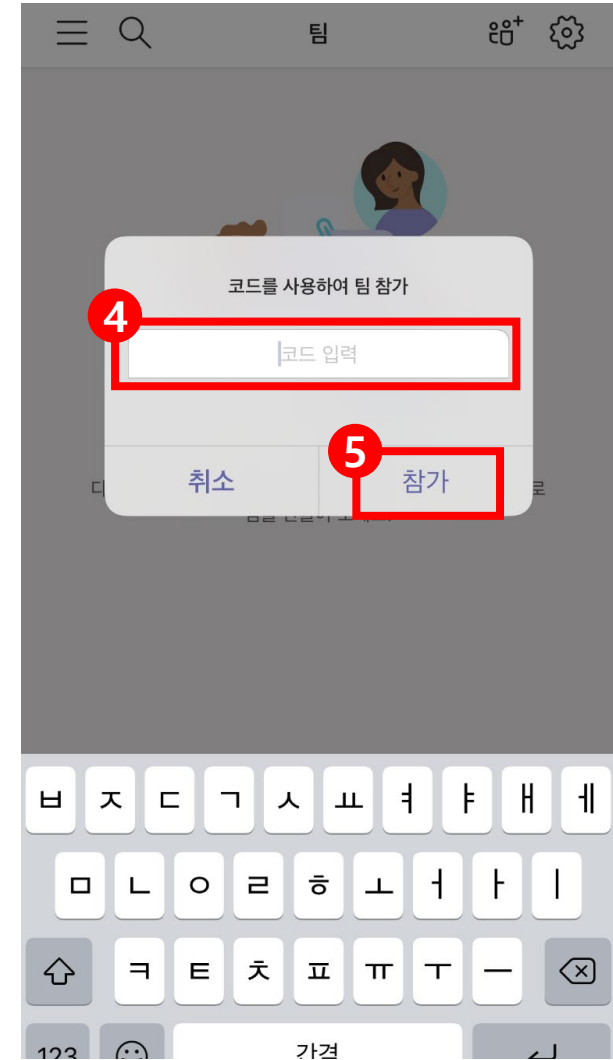 팀
코드를 사용하여 팀 참가
4
코드 입력
5
취소
참가
로
ㅂ ㅈ ㄷ ㄱ ㅅ ㅛ ㅕ ㅑ ㅐ ㅔ
ㅁ ㄴ ㅇ ㄹ ㅎ ㅗ ㅓ ㅏ ㅣ
ㅋ ㅌ ㅊ ㅍ ㅠ ㅜ ㅡ
123 간격